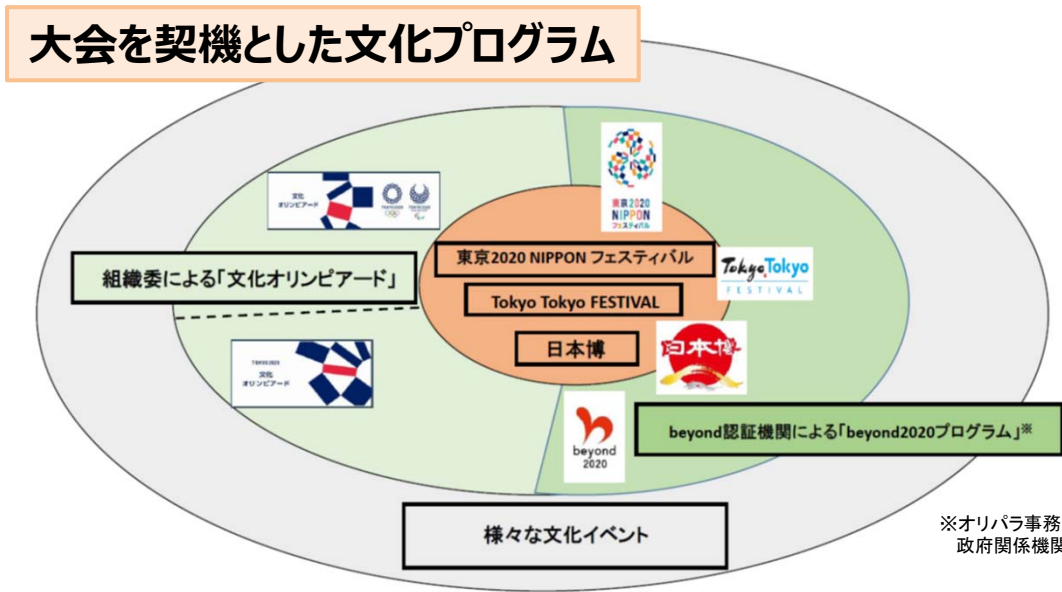 大会を契機とした文化プログラム
文化
オリンピアード
TOKYO 2020
東京2020
NIPPON
フェスティバル
東京2020 NIPPON フェスティバル
組織委による「文化オリンピアード」
Tokyo Tokyo
FESTIVAL
Tokyo Tokyo FESTIVAL
日本博
日本博
TOKYO 2020
文化
オリンピアード
beyond
2020
beyond認証機関による「beyond2020プログラム」※
様々な文化イベント
※オリパラ事務
政府関係機関